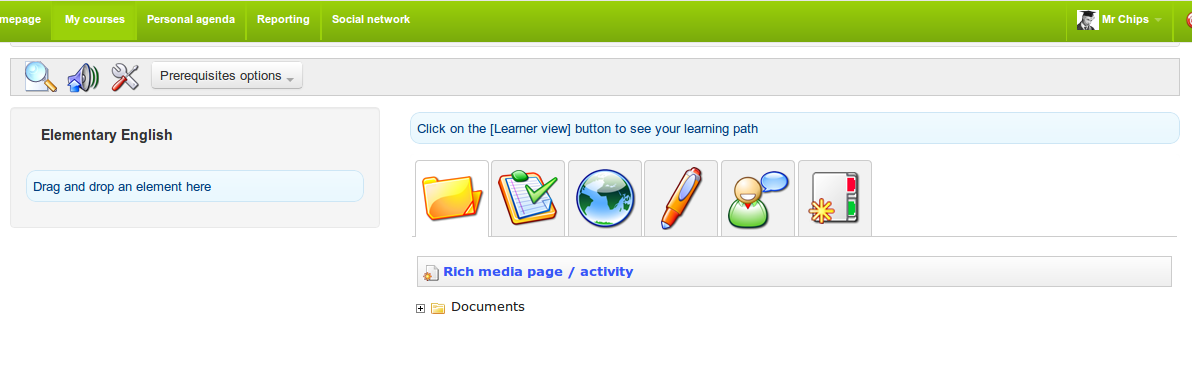 mepage My courses Personal agenda Reporting Social network Mr Chips
Prerequisites options
Elementary English
Click on the [Learner view] button to see your learning path
Drag and drop an element here
Rich media page / activity
Documents